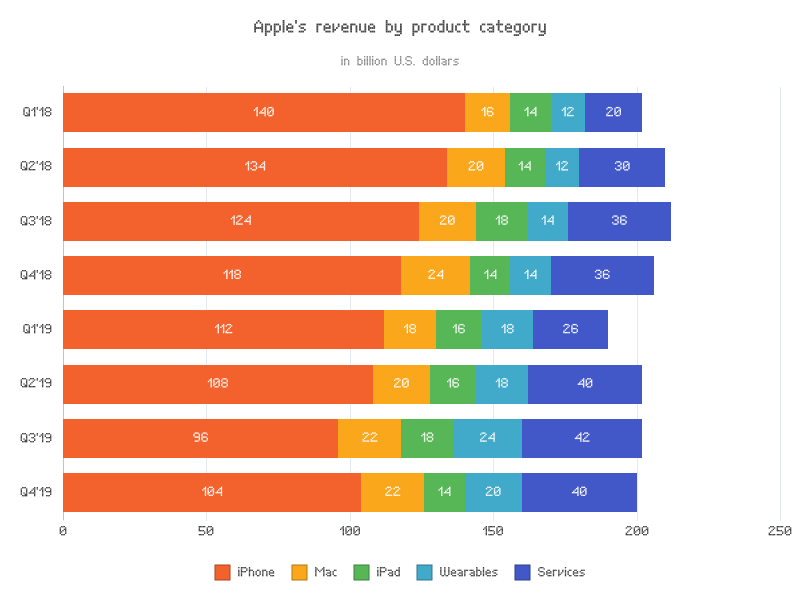 Apple's revenue by product category
in billion U.S. dollars
Q1'18 140 16 14 12 20
Q2'18 134 20 14 12 30
Q3'18 124 20 18 14 36
Q4'18 118 24 14 14 36
Q1'19 112 18 16 18 26
Q2'19 108 20 16 18 40
Q3'19 96 22 18 24 42
Q4'19 104 22 14 20 40
0 50 100 150 200 250
iPhone Mac iPad Wearables Services